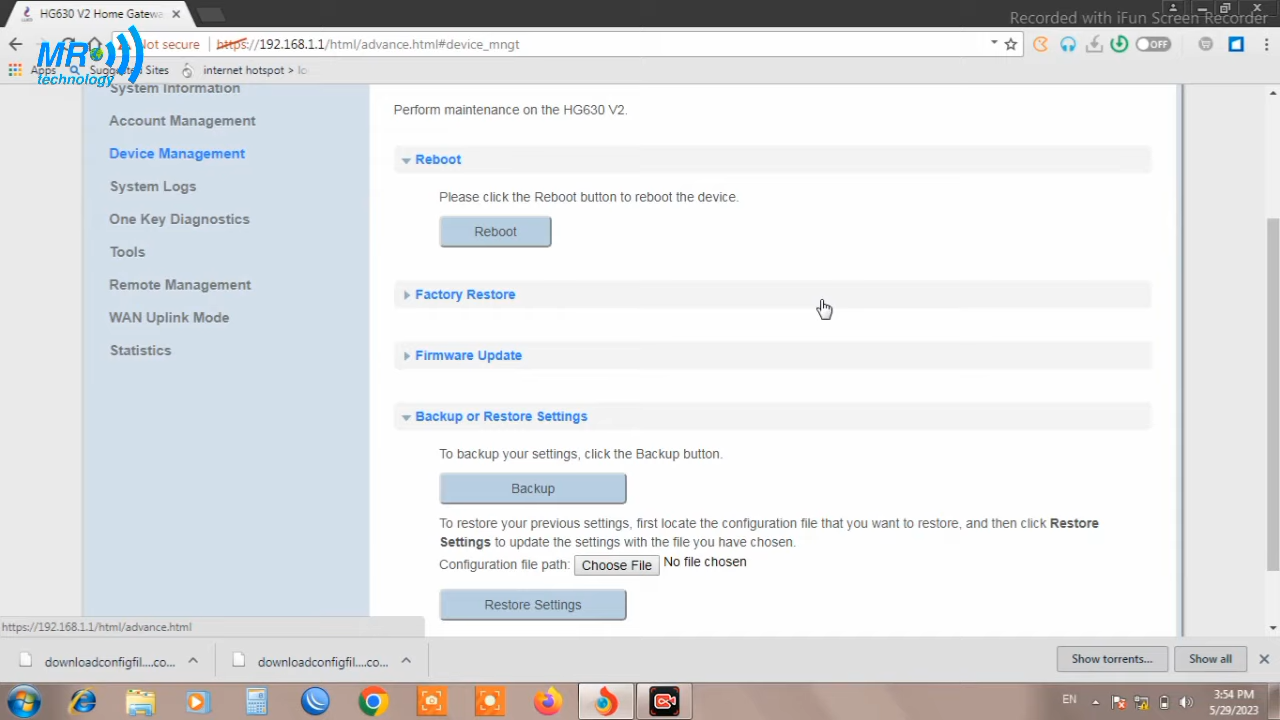 HG630 V2 Home Gatewa
Recorded with iFun Screen Recorder
Not secure
https://192.168.1.1/html/advance.html#device_mngt
OFF
MR
technology
Apps
Suggested Sites
internet hotspot > lo
System Information
Account Management
Device Management
System Logs
One Key Diagnostics
Tools
Remote Management
WAN Uplink Mode
Statistics
Perform maintenance on the HG630 V2.
Reboot
Please click the Reboot button to reboot the device.
Reboot
Factory Restore
Firmware Update
Backup or Restore Settings
To backup your settings, click the Backup button.
Backup
To restore your previous settings, first locate the configuration file that you want to restore, and then click Restore
Settings to update the settings with the file you have chosen.
Configuration file path: Choose File No file chosen
Restore Settings
https://192.168.1.1/html/advance.html
downloadconfigfil....co...
downloadconfigfil....co...
Show torrents...
Show all
EN
3:54 PM
5/29/2023